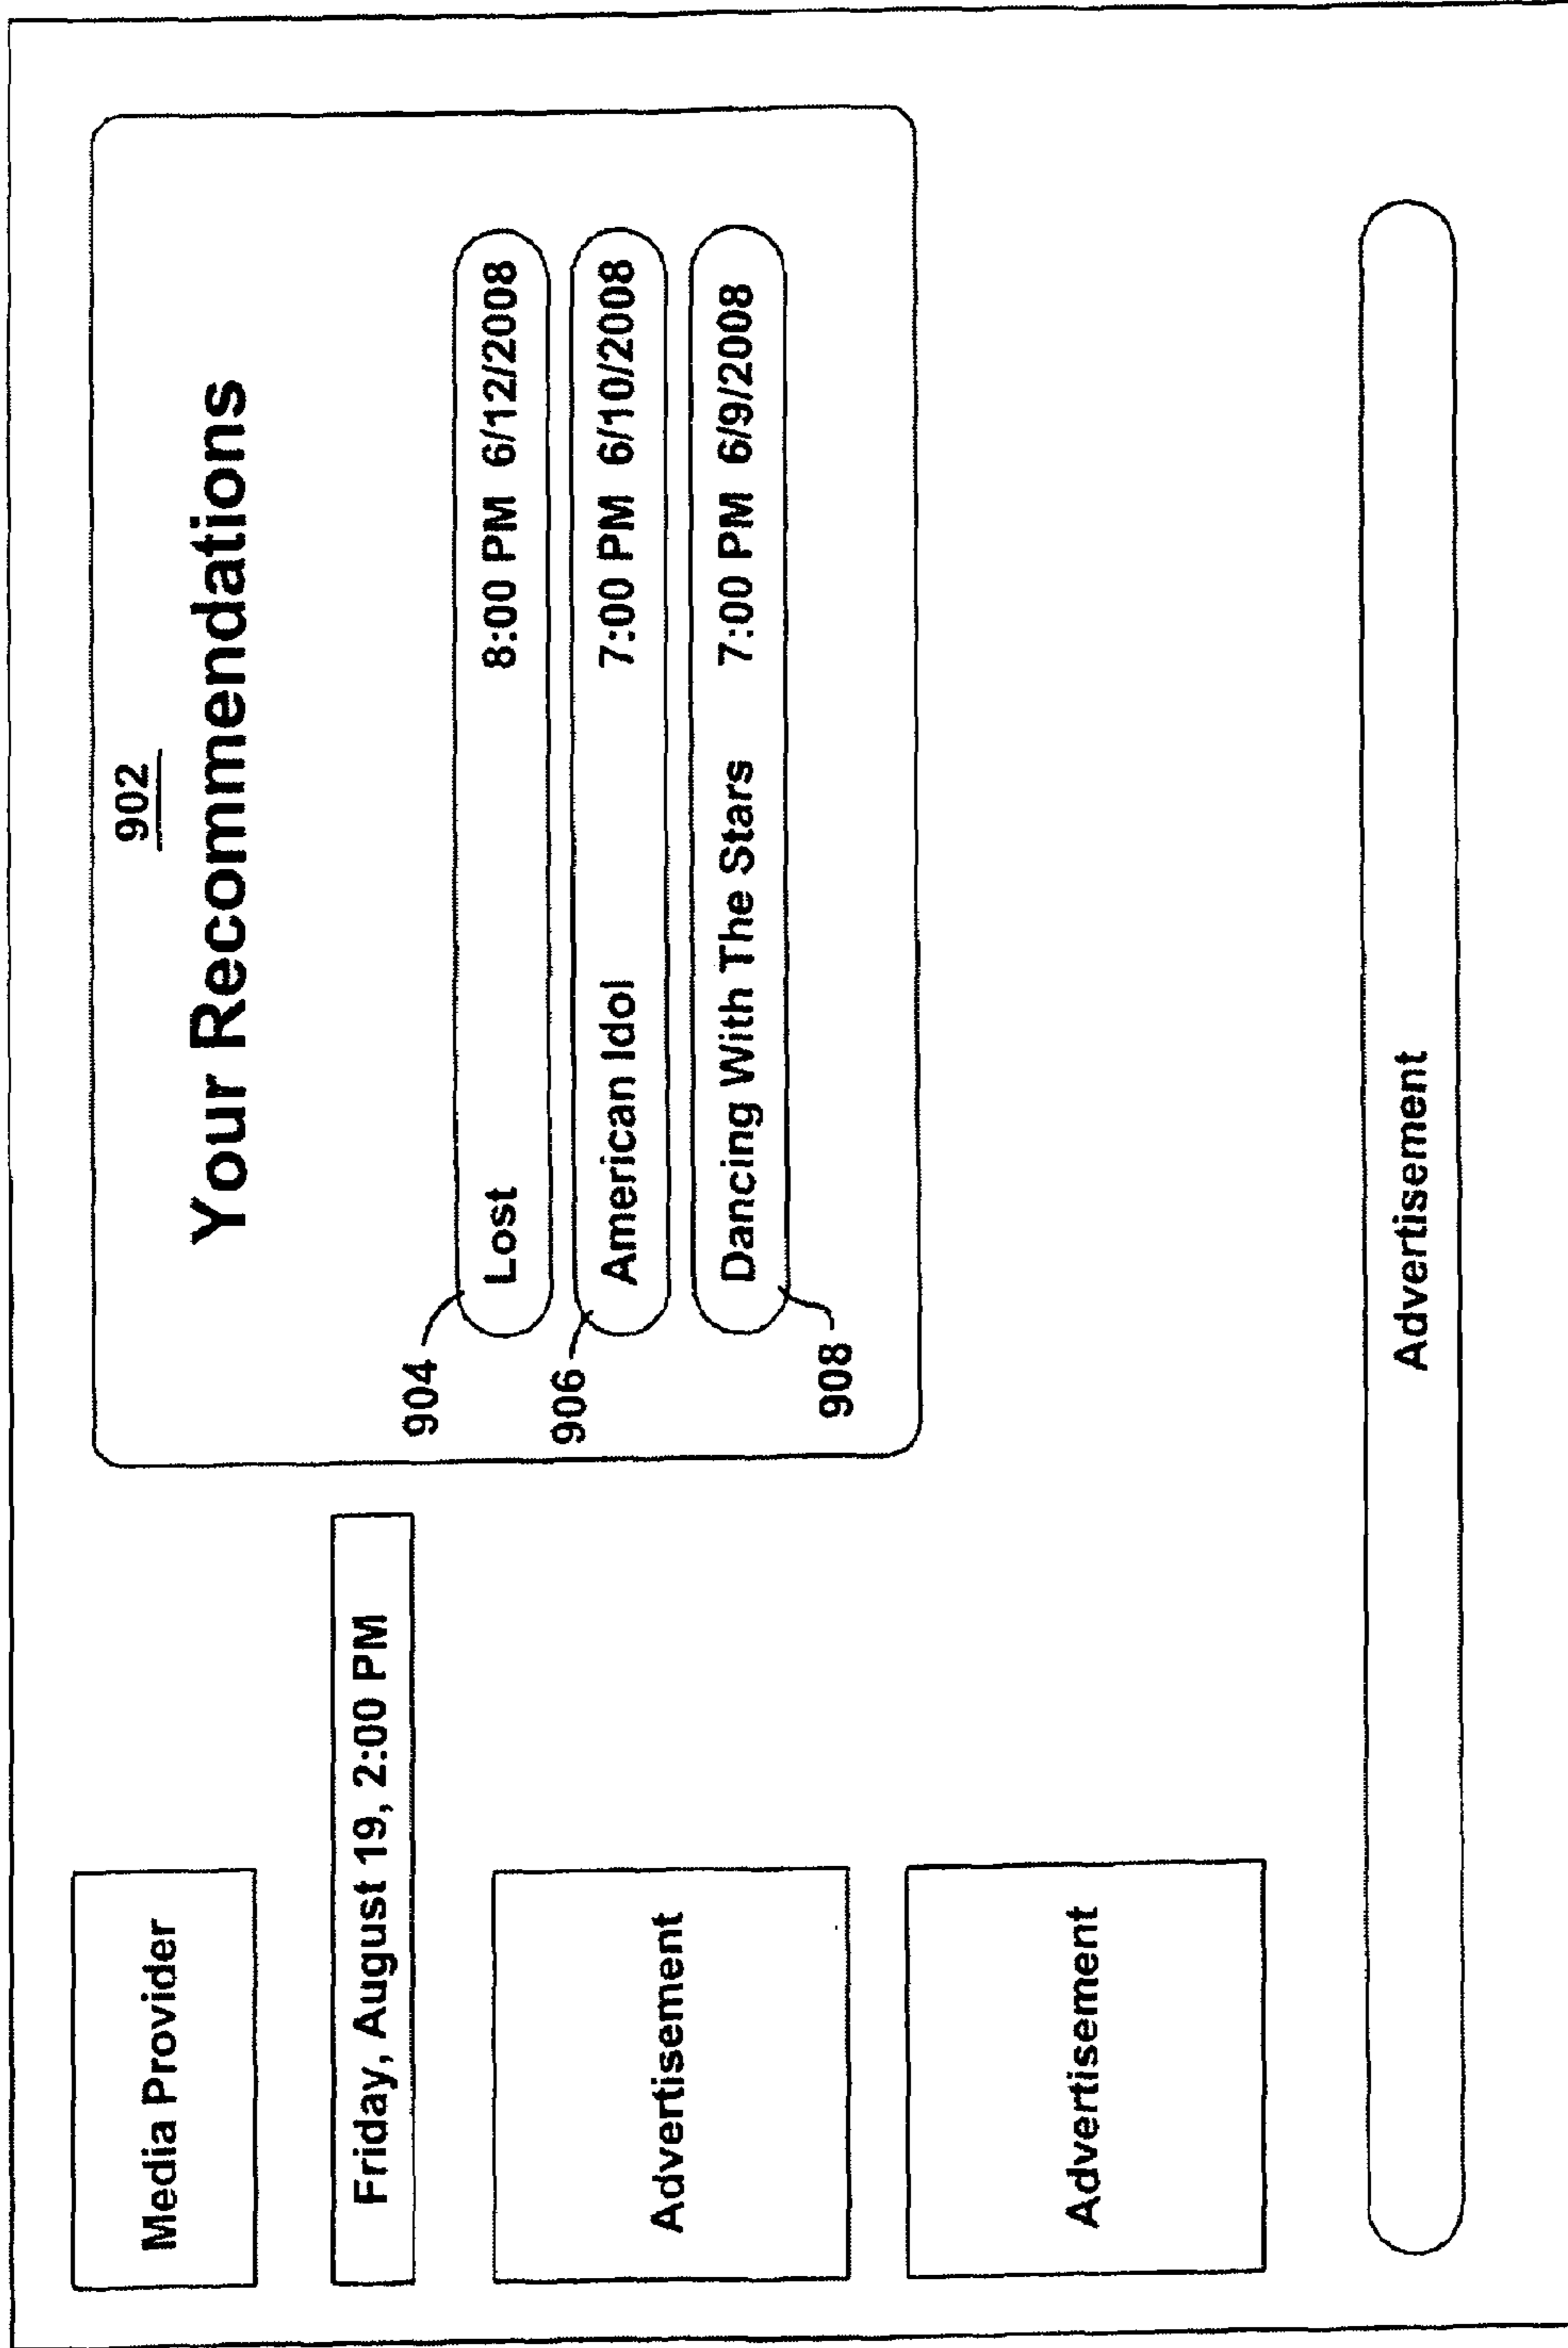 Media Provider
Friday, August 19, 2:00 PM
Advertisement
Advertisement
902
Your Recommendations
904
Lost 8:00 PM 6/12/2008
906
American Idol 7:00 PM 6/10/2008
908
Dancing With The Stars 7:00 PM 6/9/2008
Advertisement